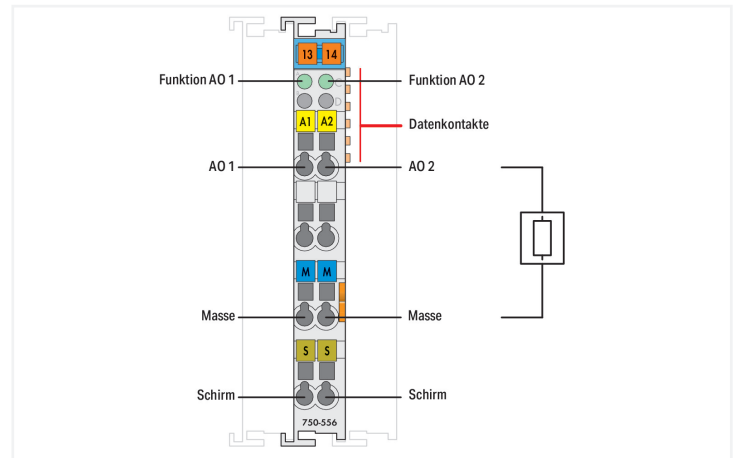 13 14
Funktion AO 1
Funktion AO 2
C
D
Datenkontakte
A1 A2
AO 1
AO 2
M M
Masse
Masse
S S
Schirm
Schirm
750-556